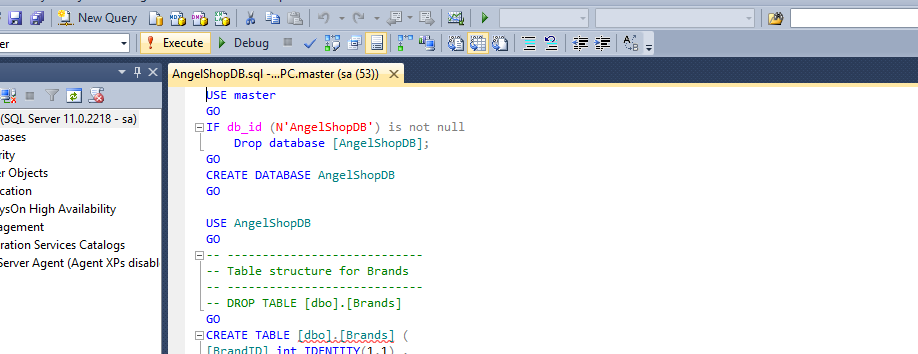 New Query
MDX
DMX
XMLA
er
Execute
Debug
AngelShopDB.sql -...PC.master (sa (53))
(SQL Server 11.0.2218 - sa)
bases
rity
er Objects
cation
ysOn High Availability
agement
ration Services Catalogs
Server Agent (Agent XPs disabl
USE master
GO
IF db_id (N'AngelShopDB') is not null
Drop database [AngelShopDB];
GO
CREATE DATABASE AngelShopDB
GO
USE AngelShopDB
GO
-- ----------------------------
-- Table structure for Brands
-- ----------------------------
-- DROP TABLE [dbo].[Brands]
GO
CREATE TABLE [dbo].[Brands] (
[BrandID] int IDENTITY(1,1) ,